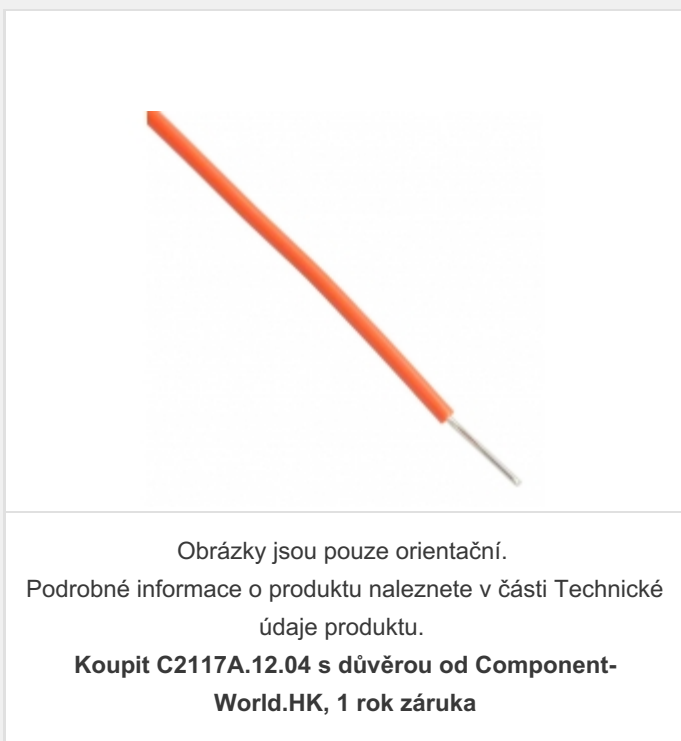 Obrázky jsou pouze orientační.
Podrobné informace o produktu naleznete v části Technické
údaje produktu.
Koupit C2117A.12.04 s důvěrou od Component-
World.HK, 1 rok záruka